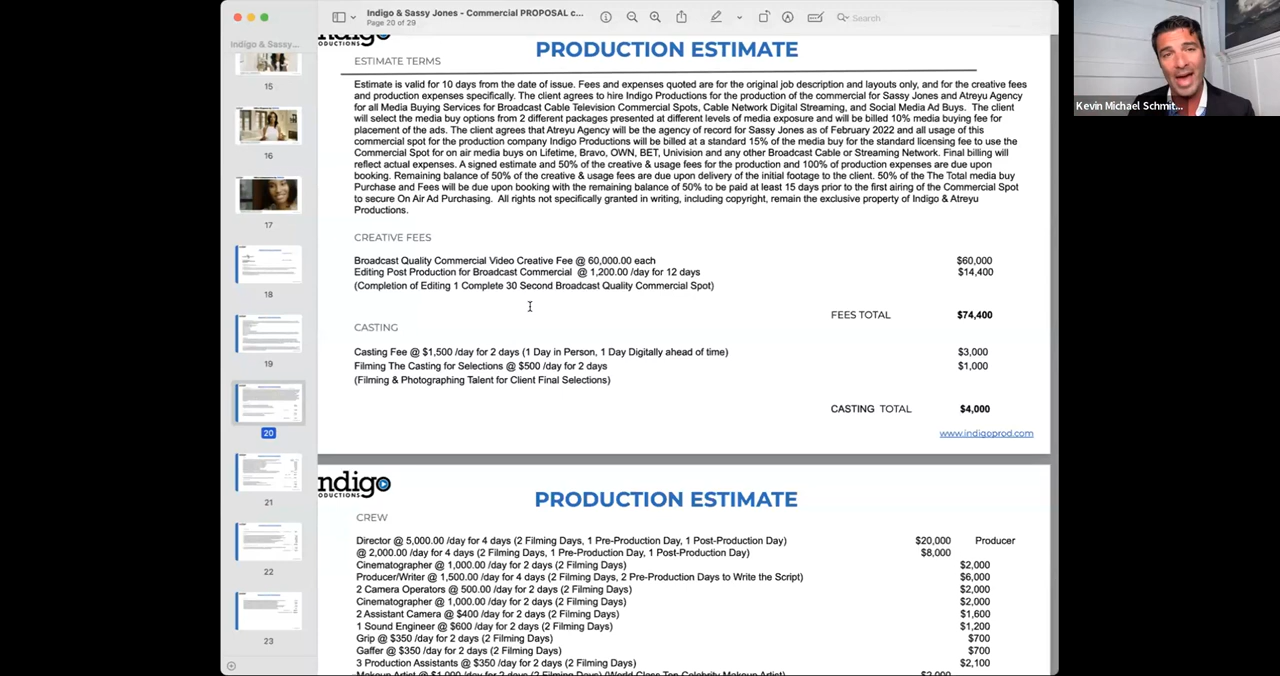 Indigo & Sassy Jones - Commercial PROPOSAL c...
Page 20 of 29
Search
Indigo & Sassy...
15
16
17
18
19
20
21
22
23
Kevin Michael Schmit...
indigo
ODUCTIONS
PRODUCTION ESTIMATE
ESTIMATE TERMS
Estimate is valid for 10 days from the date of issue. Fees and expenses quoted are for the original job description and layouts only, and for the creative fees
and production expenses specifically. The client agrees to hire Indigo Productions for the production of the commercial for Sassy Jones and Atreyu Agency
for all Media Buying Services for Broadcast Cable Television Commercial Spots, Cable Network Digital Streaming, and Social Media Ad Buys. The client
will select the media buy options from 2 different packages presented at different levels of media exposure and will be billed 10% media buying fee for
placement of the ads. The client agrees that Atreyu Agency will be the agency of record for Sassy Jones as of February 2022 and all usage of this
commercial spot for the production company Indigo Productions will be billed at a standard 15% of the media buy for the standard licensing fee to use the
Commercial Spot for on air media buys on Lifetime, Bravo, OWN, BET, Univision and any other Broadcast Cable or Streaming Network. Final billing will
reflect actual expenses. A signed estimate and 50% of the creative & usage fees for the production and 100% of production expenses are due upon
booking. Remaining balance of 50% of the creative & usage fees are due upon delivery of the initial footage to the client. 50% of the The Total media buy
Purchase and Fees will be due upon booking with the remaining balance of 50% to be paid at least 15 days prior to the first airing of the Commercial Spot
to secure On Air Ad Purchasing. All rights not specifically granted in writing, including copyright, remain the exclusive property of Indigo & Atreyu
Productions.
CREATIVE FEES
Broadcast Quality Commercial Video Creative Fee @ 60,000.00 each $60,000
Editing Post Production for Broadcast Commercial @ 1,200.00 /day for 12 days $14,400
(Completion of Editing 1 Complete 30 Second Broadcast Quality Commercial Spot)
FEES TOTAL $74,400
CASTING
Casting Fee @ $1,500 /day for 2 days (1 Day in Person, 1 Day Digitally ahead of time) $3,000
Filming The Casting for Selections @ $500 /day for 2 days $1,000
(Filming & Photographing Talent for Client Final Selections)
CASTING TOTAL $4,000
www.indigoprod.com
ndigo
ODUCTIONS
PRODUCTION ESTIMATE
CREW
Director @ 5,000.00 /day for 4 days (2 Filming Days, 1 Pre-Production Day, 1 Post-Production Day) $20,000 Producer
@ 2,000.00 /day for 4 days (2 Filming Days, 1 Pre-Production Day, 1 Post-Production Day) $8,000
Cinematographer @ 1,000.00 /day for 2 days (2 Filming Days) $2,000
Producer/Writer @ 1,500.00 /day for 4 days (2 Filming Days, 2 Pre-Production Days to Write the Script) $6,000
2 Camera Operators @ 500.00 /day for 2 days (2 Filming Days) $2,000
Cinematographer @ 1,000.00 /day for 2 days (2 Filming Days) $2,000
2 Assistant Camera @ $400 /day for 2 days (2 Filming Days) $1,600
1 Sound Engineer @ $600 /day for 2 days (2 Filming Days) $1,200
Grip @ $350 /day for 2 days (2 Filming Days) $700
Gaffer @ $350 /day for 2 days (2 Filming Days) $700
3 Production Assistants @ $350 /day for 2 days (2 Filming Days) $2,100
Makeup Artist @ $1,000 /day for 2 days (2 Filming Days) (World Class Top Celebrity Makeup Artist) $2,000